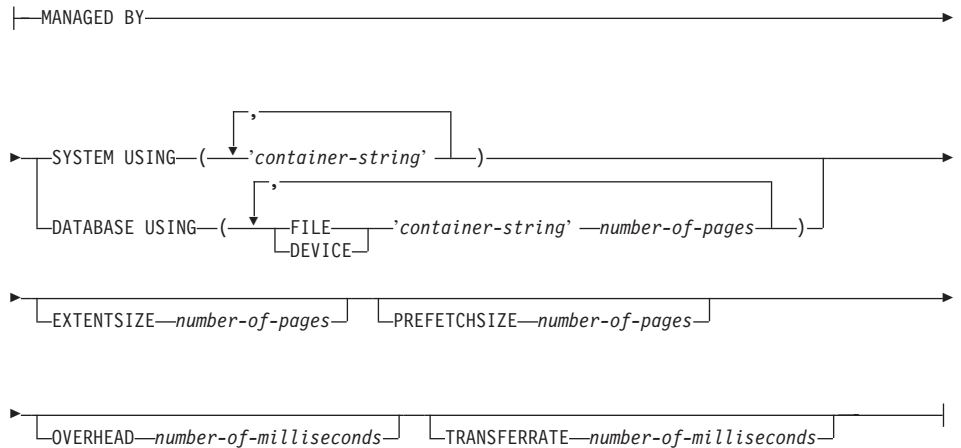 MANAGED BY
,
SYSTEM USING ( 'container-string' )
,
DATABASE USING ( FILE 'container-string' number-of-pages )
DEVICE
EXTENTSIZE number-of-pages PREFETCHSIZE number-of-pages
OVERHEAD number-of-milliseconds TRANSFERRATE number-of-milliseconds